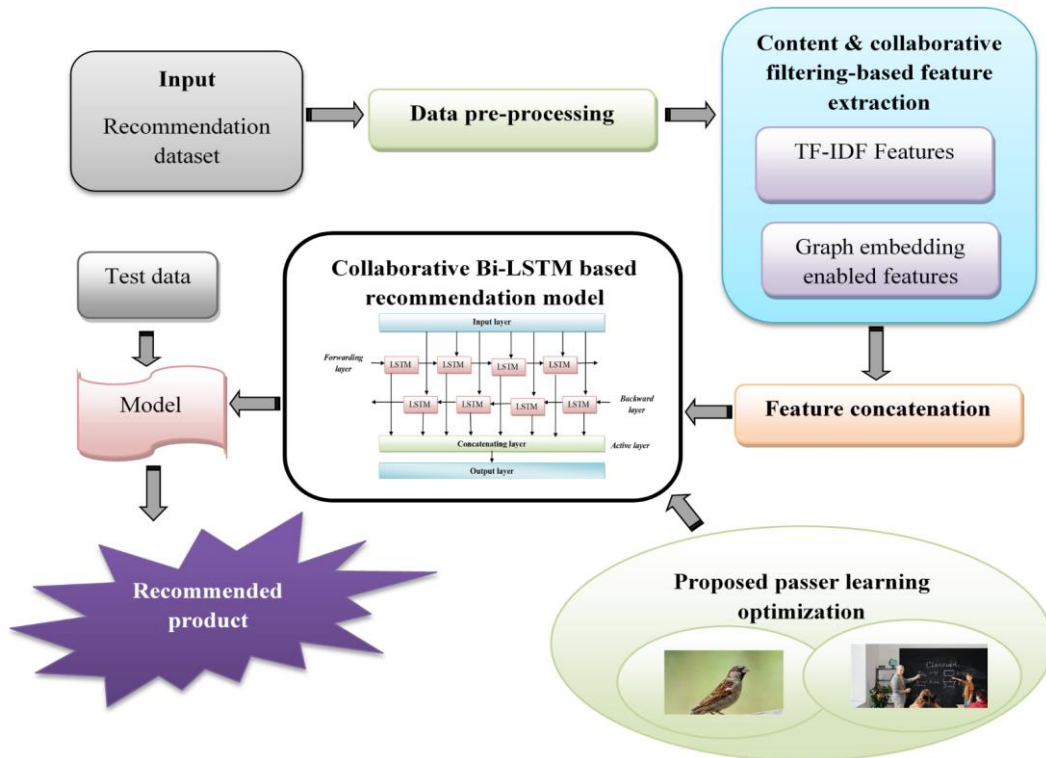 Input
Recommendation
dataset
Data pre-processing
Content & collaborative
filtering-based feature
extraction
TF-IDF Features
Graph embedding
enabled features
Test data
Model
Collaborative Bi-LSTM based
recommendation model
Input layer
Forwarding
layer
LSTM
LSTM
LSTM
LSTM
LSTM
LSTM
LSTM
LSTM
Backward
layer
Concatenating layer
Active layer
Output layer
Feature concatenation
Recommended
product
Proposed passer learning
optimization